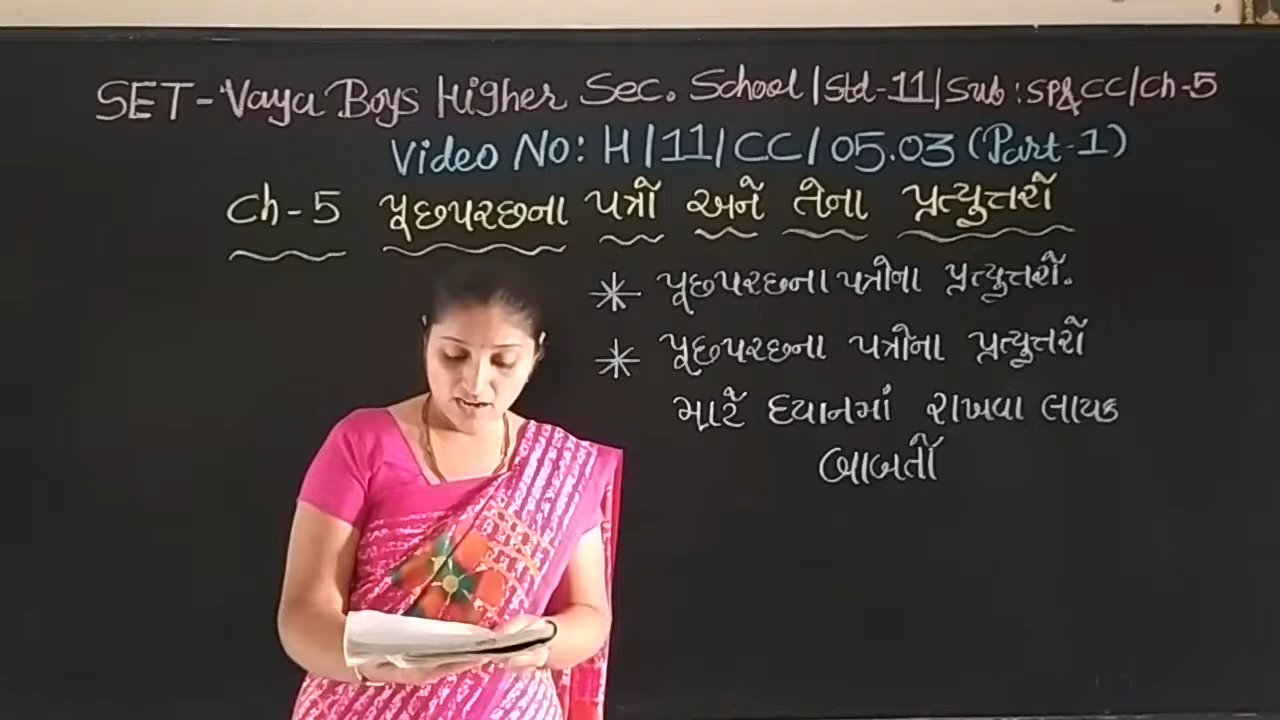 SET-Vaya Boys Higher Sec. School/Std-11/Sub:SP&CC/Ch-5
Video No: H/11/CC/05.03 (Part-1)
Ch-5 પૂછપરછના પત્રો અને તેના પ્રત્યુત્તરો
* પૂછપરછના પત્રોના પ્રત્યુત્તરો.
* પૂછપરછના પત્રોના પ્રત્યુત્તરો
માટે ધ્યાનમાં રાખવા લાયક
બાબતો